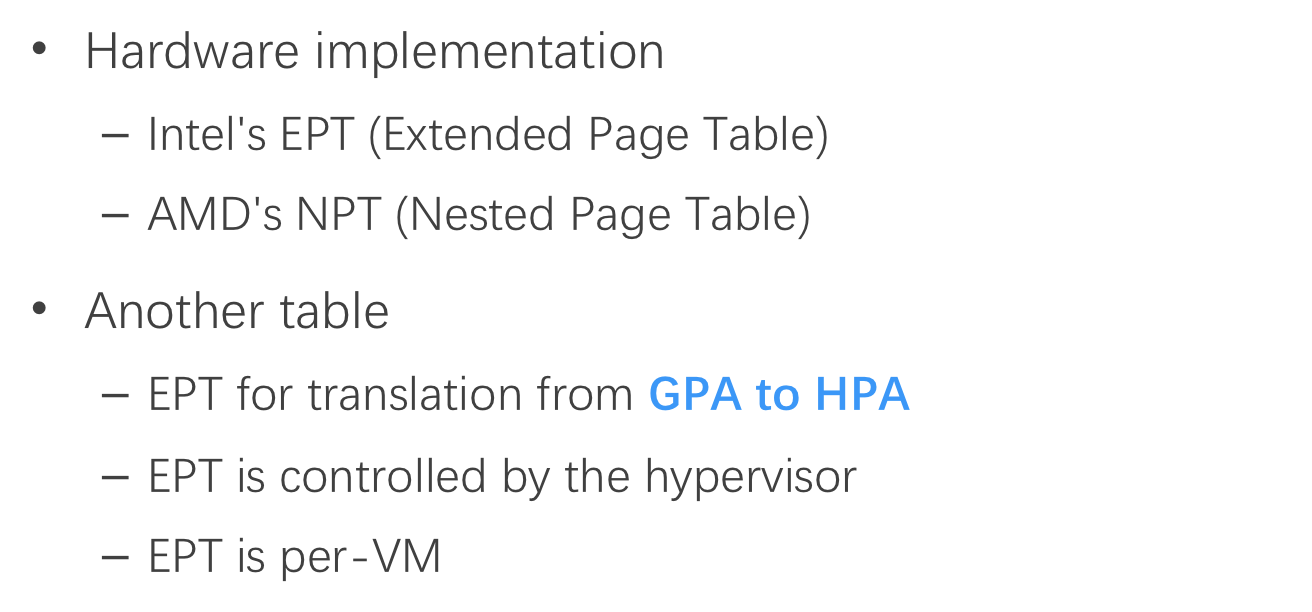 • Hardware implementation
– Intel's EPT (Extended Page Table)
– AMD's NPT (Nested Page Table)
• Another table
– EPT for translation from GPA to HPA
– EPT is controlled by the hypervisor
– EPT is per-VM